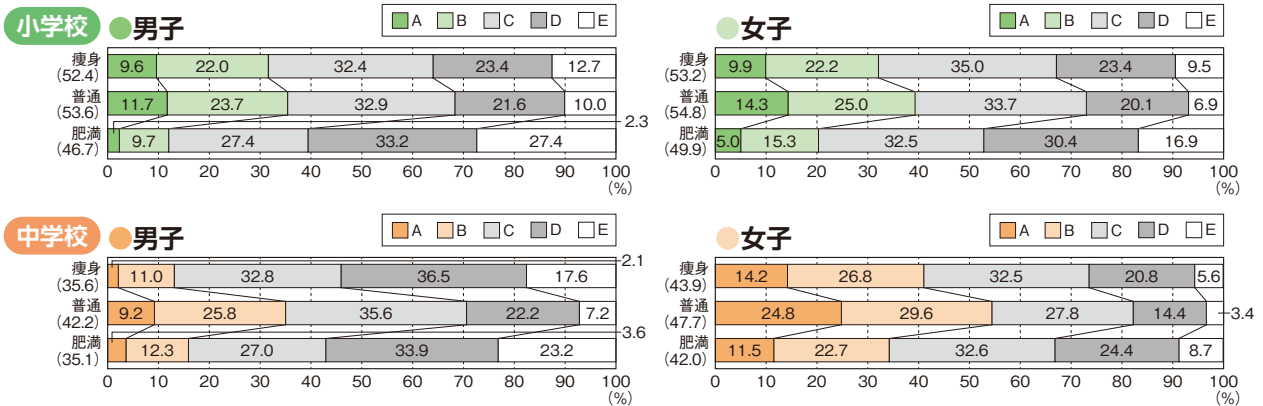 小学校
男子
A B C D E
痩身
(52.4)
9.6 22.0 32.4 23.4 12.7
普通
(53.6)
11.7 23.7 32.9 21.6 10.0
2.3
肥満
(46.7)
9.7 27.4 33.2 27.4
0 10 20 30 40 50 60 70 80 90 100
(%)
女子
A B C D E
痩身
(53.2)
9.9 22.2 35.0 23.4 9.5
普通
(54.8)
14.3 25.0 33.7 20.1 6.9
肥満
(49.9)
5.0 15.3 32.5 30.4 16.9
0 10 20 30 40 50 60 70 80 90 100
(%)
中学校
男子
A B C D E
2.1
痩身
(35.6)
11.0 32.8 36.5 17.6
普通
(42.2)
9.2 25.8 35.6 22.2 7.2
3.6
肥満
(35.1)
12.3 27.0 33.9 23.2
0 10 20 30 40 50 60 70 80 90 100
(%)
女子
A B C D E
痩身
(43.9)
14.2 26.8 32.5 20.8 5.6
普通
(47.7)
24.8 29.6 27.8 14.4 3.4
肥満
(42.0)
11.5 22.7 32.6 24.4 8.7
0 10 20 30 40 50 60 70 80 90 100
(%)